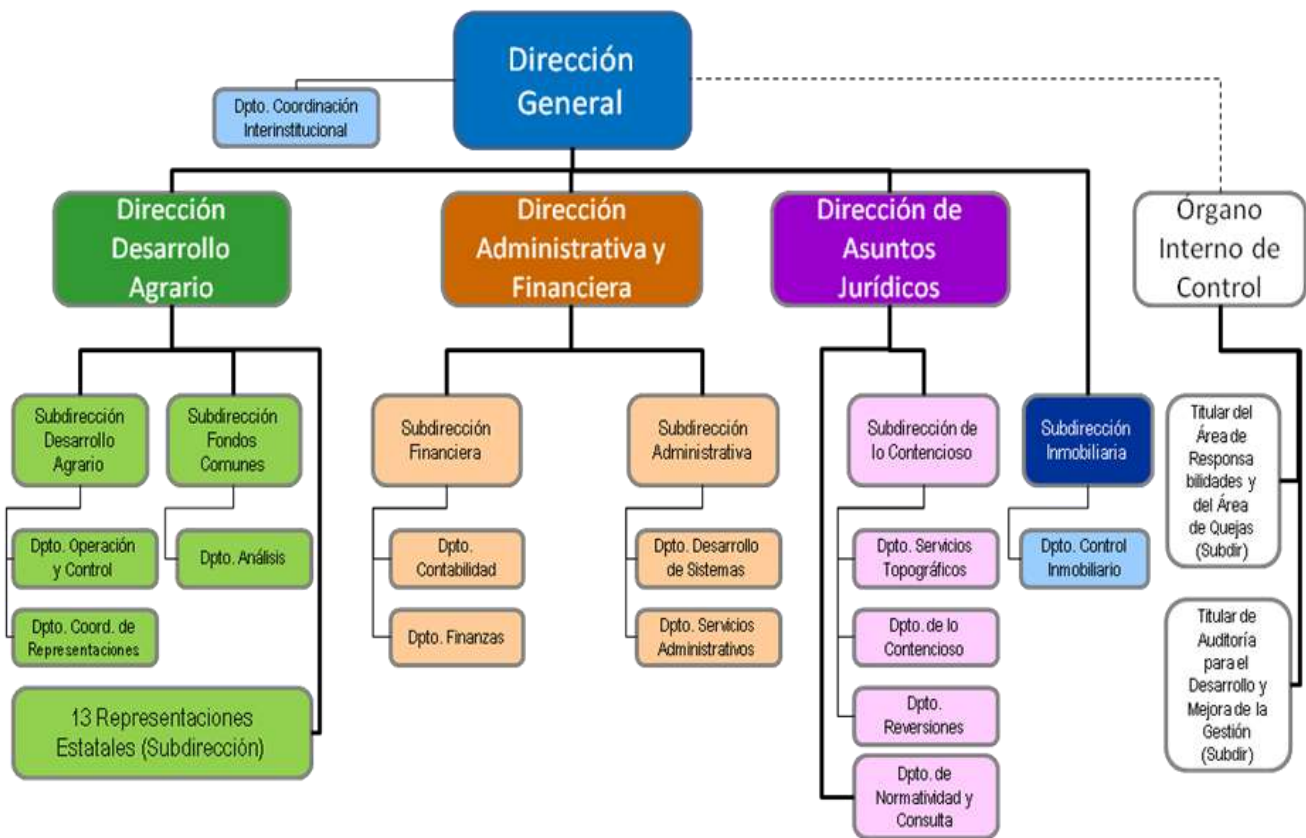 Dirección
General
Dpto. Coordinación
Interinstitucional
Dirección
Desarrollo
Agrario
Dirección
Administrativa y
Financiera
Dirección de
Asuntos
Jurídicos
Órgano
Interno de
Control
Subdirección
Desarrollo
Agrario
Subdirección
Fondos
Comunes
Subdirección
Financiera
Subdirección
Administrativa
Subdirección de
lo Contencioso
Subdirección
Inmobiliaria
Titular del
Área de
Responsa
bilidades y
del Área
de Quejas
(Subdir)
Dpto. Operación
y Control
Dpto. Análisis
Dpto.
Contabilidad
Dpto. Desarrollo
de Sistemas
Dpto. Servicios
Topográficos
Dpto. Control
Inmobiliario
Dpto. Coord. de
Representaciones
Dpto. Finanzas
Dpto. Servicios
Administrativos
Dpto. de lo
Contencioso
Titular de
Auditoría
para el
Desarrollo y
Mejora de la
Gestión
(Subdir)
13 Representaciones
Estatales (Subdirección)
Dpto.
Reversiones
Dpto. de
Normatividad y
Consulta